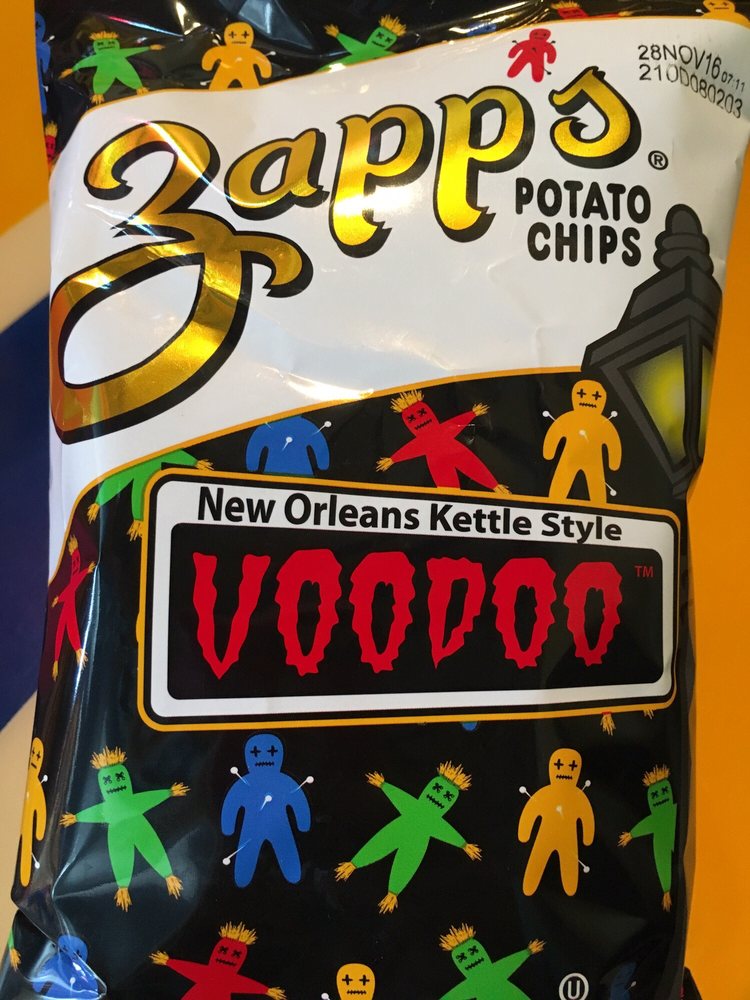 28NOV16 07:11
210D080203
Zapp's®
POTATO
CHIPS
New Orleans Kettle Style
VOODOO™
U